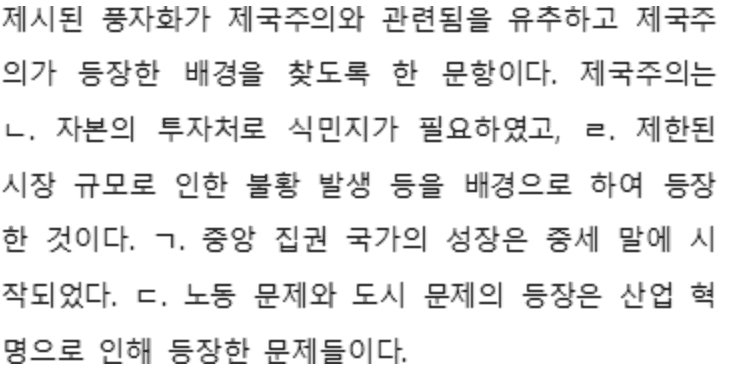 제시된 풍자화가 제국주의와 관련됨을 유추하고 제국주
의가 등장한 배경을 찾도록 한 문항이다. 제국주의는
ㄴ. 자본의 투자처로 식민지가 필요하였고, ㄹ. 제한된
시장 규모로 인한 불황 발생 등을 배경으로 하여 등장
한 것이다. ㄱ. 중앙 집권 국가의 성장은 중세 말에 시
작되었다. ㄷ. 노동 문제와 도시 문제의 등장은 산업 혁
명으로 인해 등장한 문제들이다.